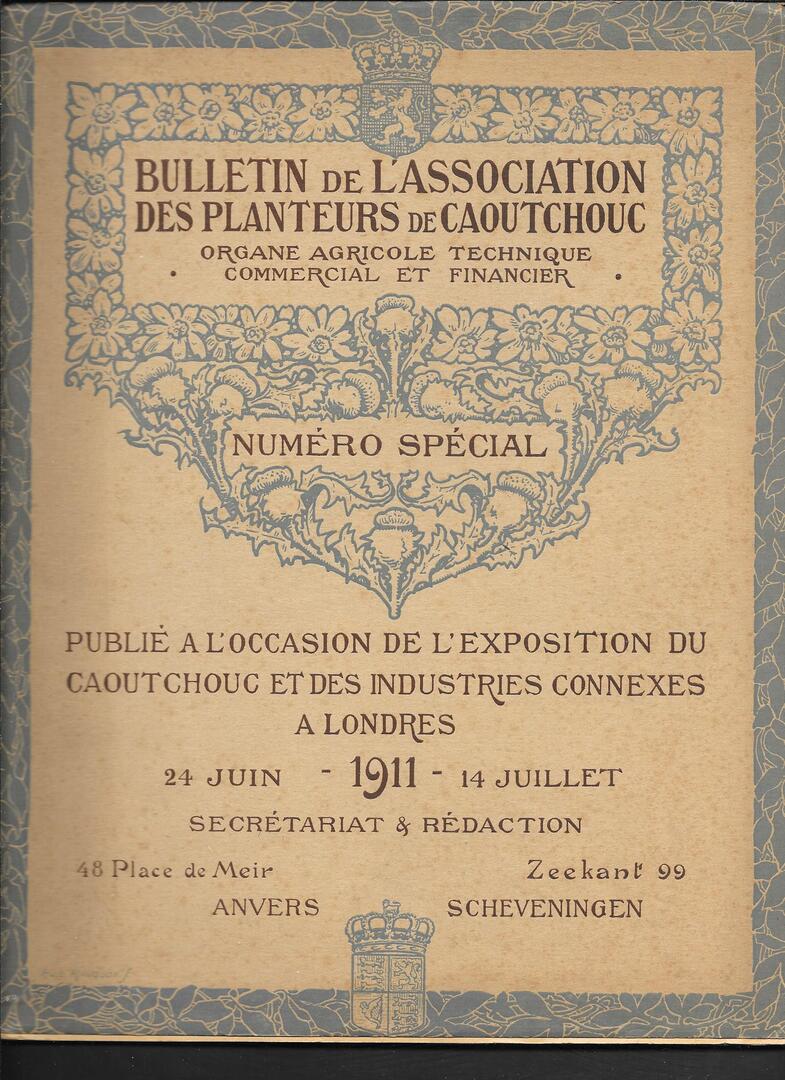 BULLETIN DE L'ASSOCIATION
DES PLANTEURS DE CAOUTCHOUC
ORGANE AGRICOLE TECHNIQUE
• COMMERCIAL ET FINANCIER •
NUMÉRO SPÉCIAL
PUBLIÉ A L'OCCASION DE L'EXPOSITION DU
CAOUTCHOUC ET DES INDUSTRIES CONNEXES
A LONDRES
24 JUIN - 1911 - 14 JUILLET
SECRÉTARIAT & RÉDACTION
48 Place de Meir Zeekant 99
ANVERS SCHEVENINGEN